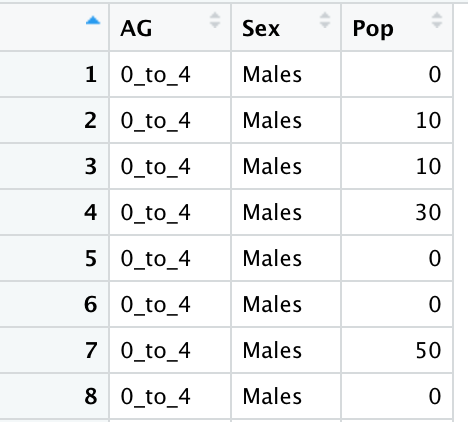 AG Sex Pop
1 0_to_4 Males 0
2 0_to_4 Males 10
3 0_to_4 Males 10
4 0_to_4 Males 30
5 0_to_4 Males 0
6 0_to_4 Males 0
7 0_to_4 Males 50
8 0_to_4 Males 0